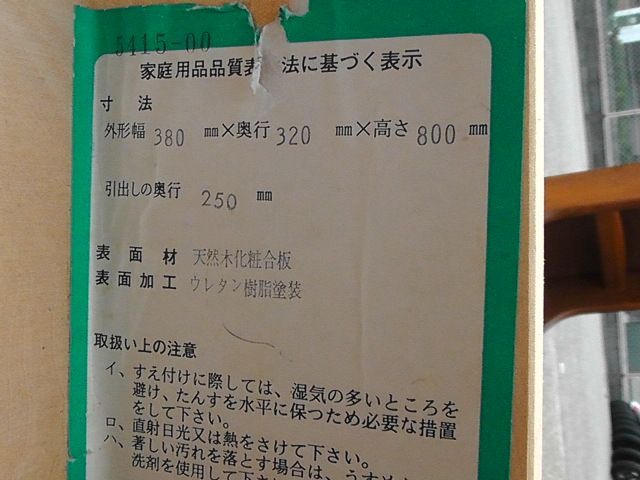 5415-00
家庭用品品質表 法に基づく表示
寸法
外形幅 380 mm×奥行 320 mm×高さ 800 mm
引出しの奥行 250 mm
表面材 天然木化粧合板
表面加工 ウレタン樹脂塗装
取扱い上の注意
イ、すえ付けに際しては、湿気の多いところを
避け、たんすを水平に保つため必要な措置
をして下さい。
ロ、直射日光又は熱をさけて下さい。
ハ、著しい汚れを落とす場合は、うすめた
洗剤を使用して下さい